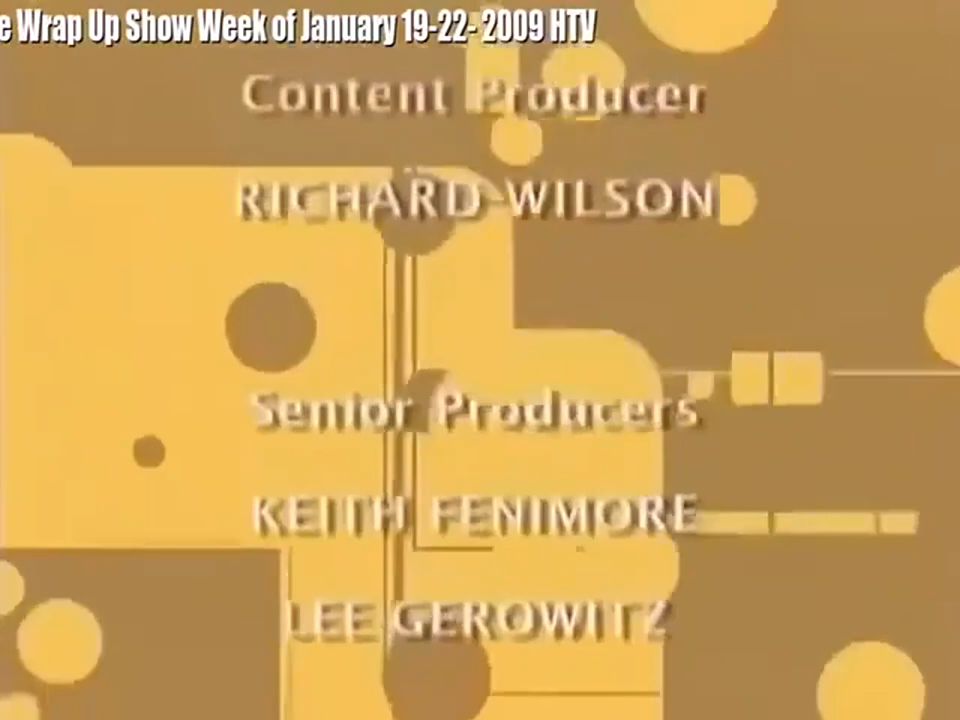 e Wrap Up Show Week of January 19-22- 2009 HTV
Content Producer
RICHARD WILSON
Senior Producers
KEITH FENIMORE
LEE GEROWITZ